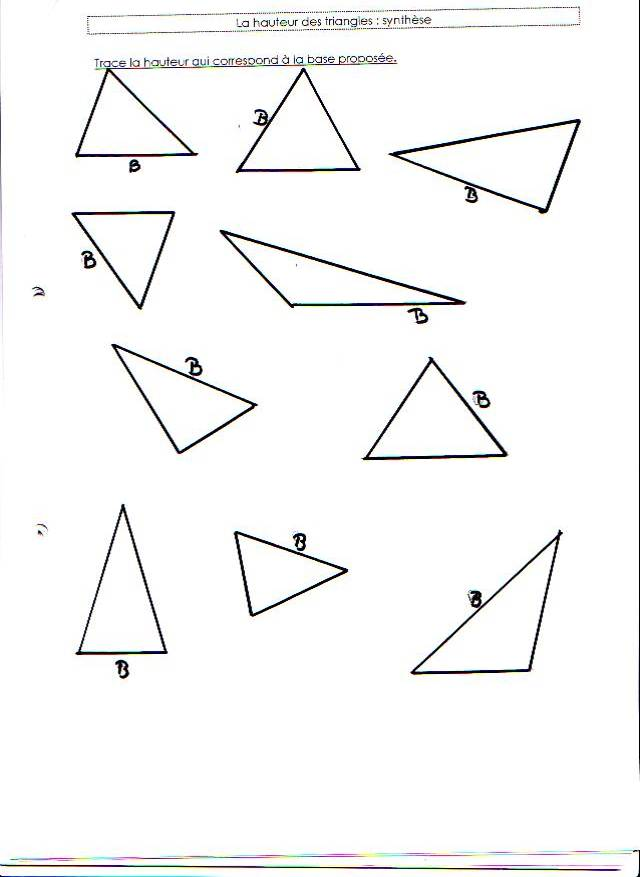 La hauteur des triangles : synthèse
Trace la hauteur qui correspond à la base proposée.
B
B
B
B
B
B
B
B
B
B